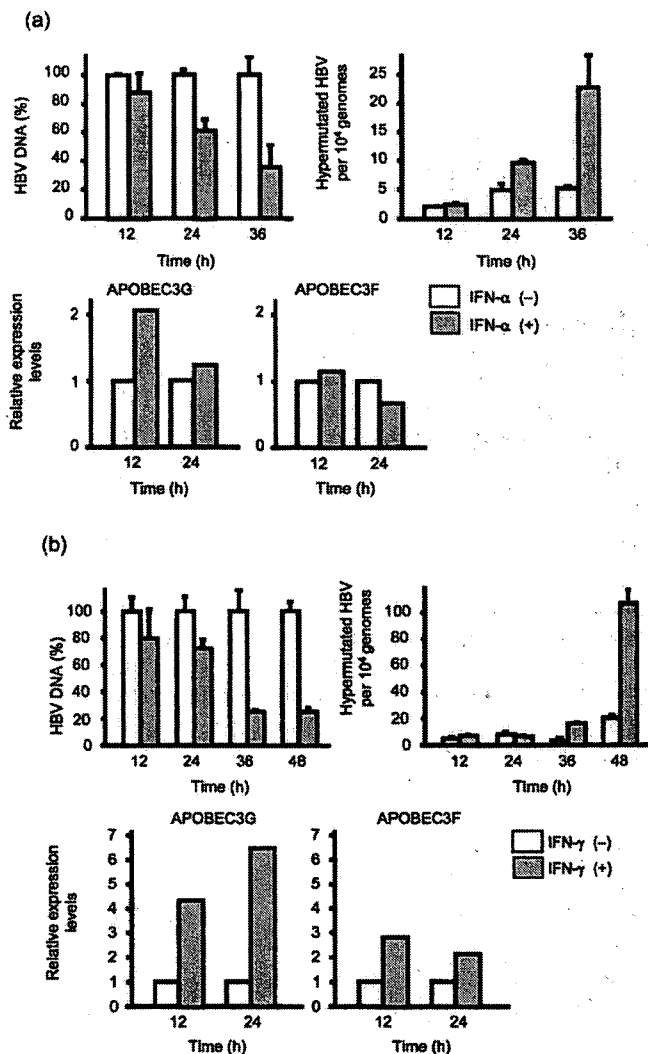 (a)
HBV DNA (%)
100
80
60
40
20
0
12 24 36
Time (h)
Hypermutated HBV
per 10⁴ genomes
25
20
15
10
5
0
12 24 36
Time (h)
APOBEC3G
Relative expression
levels
2
1
0
12 24
Time (h)
APOBEC3F
2
1
0
12 24
Time (h)
IFN-α (–)
IFN-α (+)
(b)
HBV DNA (%)
100
80
60
40
20
0
12 24 36 48
Time (h)
Hypermutated HBV
per 10⁴ genomes
100
80
60
40
20
0
12 24 36 48
Time (h)
APOBEC3G
Relative expression
levels
7
6
5
4
3
2
1
0
12 24
Time (h)
APOBEC3F
7
6
5
4
3
2
1
0
12 24
Time (h)
IFN-γ (–)
IFN-γ (+)